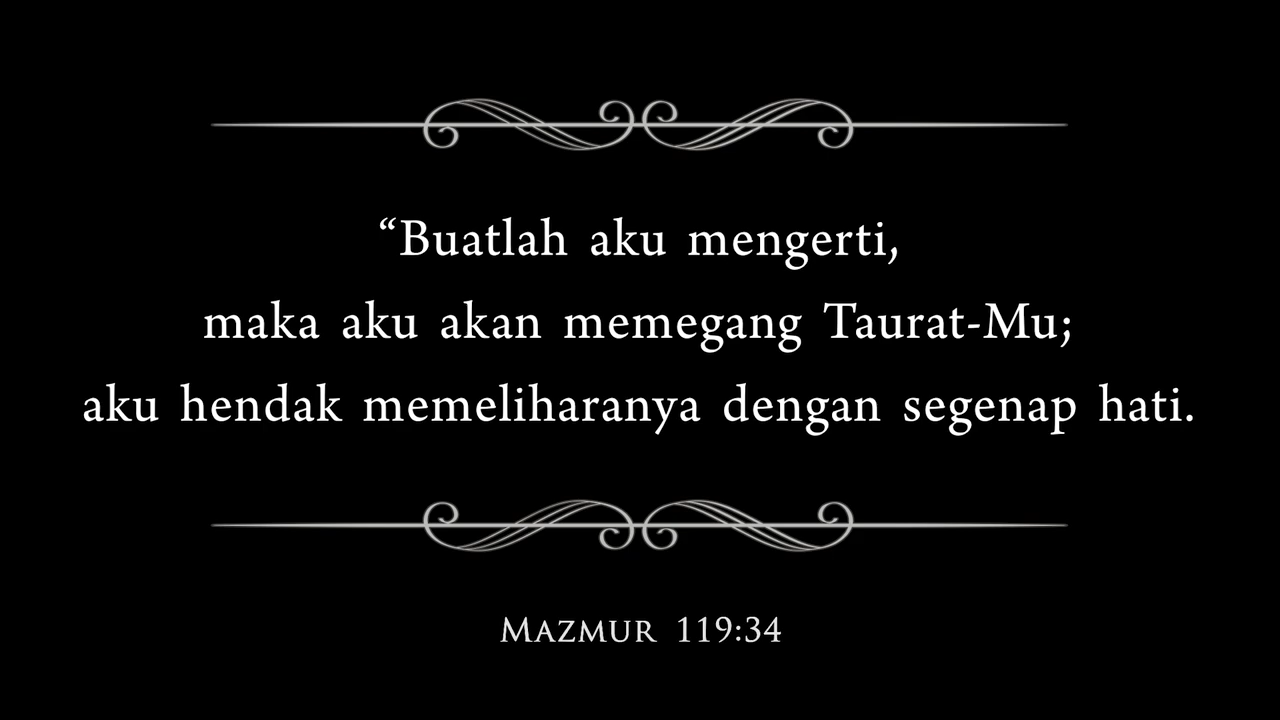 “Buatlah aku mengerti,
maka aku akan memegang Taurat-Mu;
aku hendak memeliharanya dengan segenap hati.
Mazmur 119:34